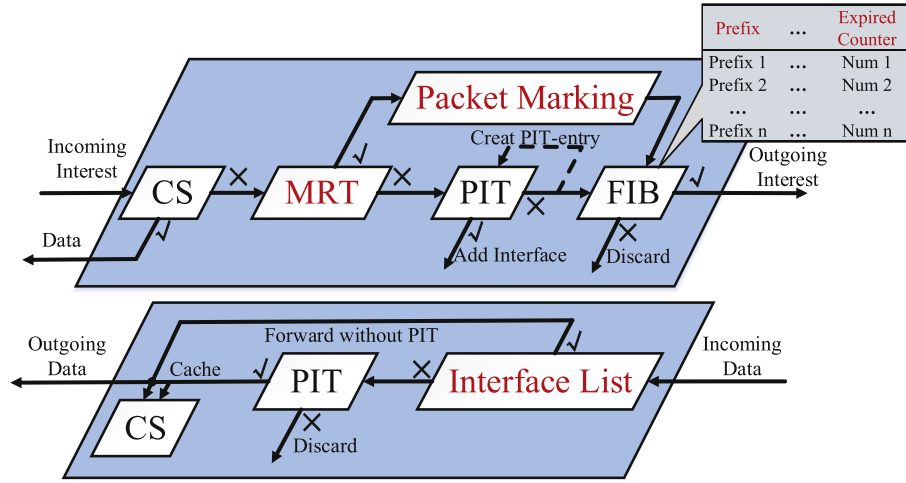 Prefix ... Expired Counter
Prefix 1 ... Num 1
Prefix 2 ... Num 2
... ... ...
Prefix n ... Num n
Packet Marking
Creat PIT-entry
Incoming Interest
CS
MRT
PIT
FIB
Outgoing Interest
Data
Add Interface
Discard
Forward without PIT
Outgoing Data
Cache
PIT
Interface List
Incoming Data
CS
Discard